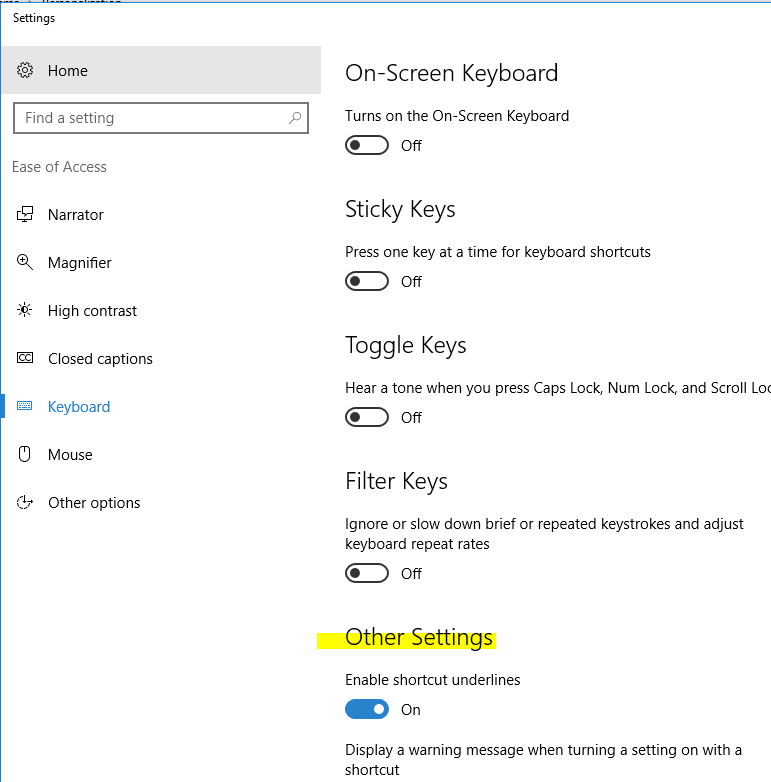 Settings
Home
Find a setting
Ease of Access
Narrator
Magnifier
High contrast
Closed captions
Keyboard
Mouse
Other options
On-Screen Keyboard
Turns on the On-Screen Keyboard
Off
Sticky Keys
Press one key at a time for keyboard shortcuts
Off
Toggle Keys
Hear a tone when you press Caps Lock, Num Lock, and Scroll Loc
Off
Filter Keys
Ignore or slow down brief or repeated keystrokes and adjust
keyboard repeat rates
Off
Other Settings
Enable shortcut underlines
On
Display a warning message when turning a setting on with a
shortcut